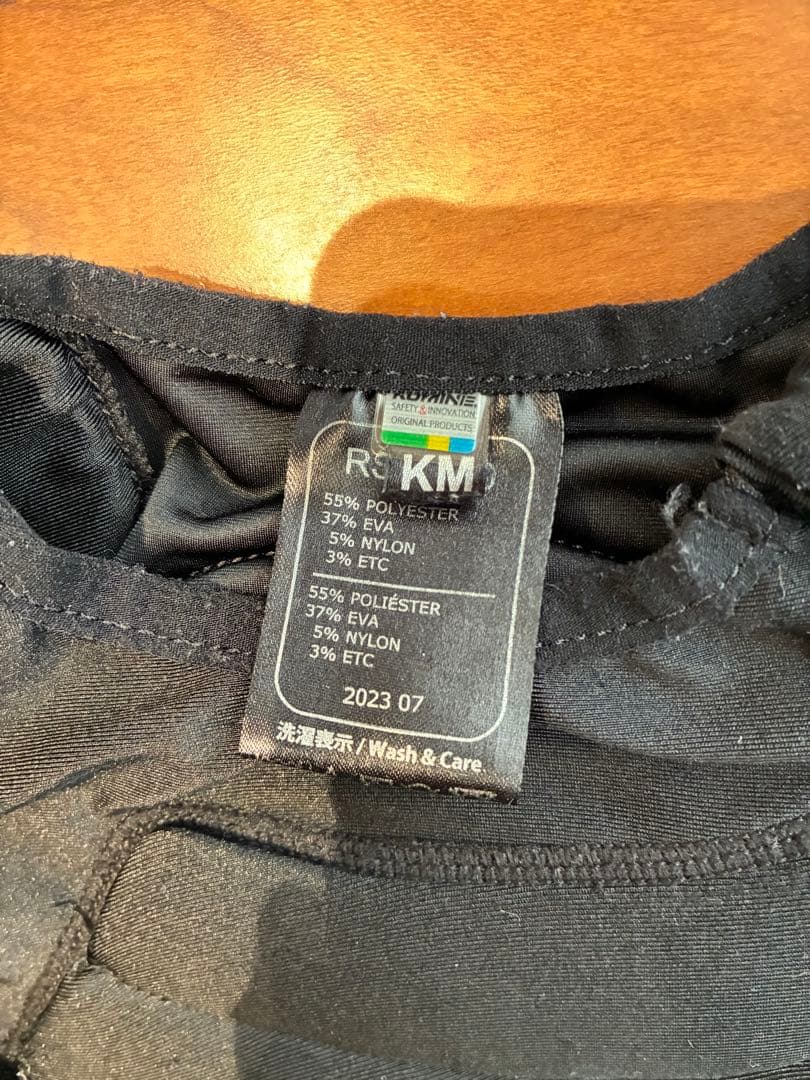 KOMINE
SAFETY & INNOVATION
ORIGINAL PRODUCTS
KM
55% POLYESTER
37% EVA
5% NYLON
3% ETC
55% POLIÉSTER
37% EVA
5% NYLON
3% ETC
2023 07
洗濯表示 / Wash & Care